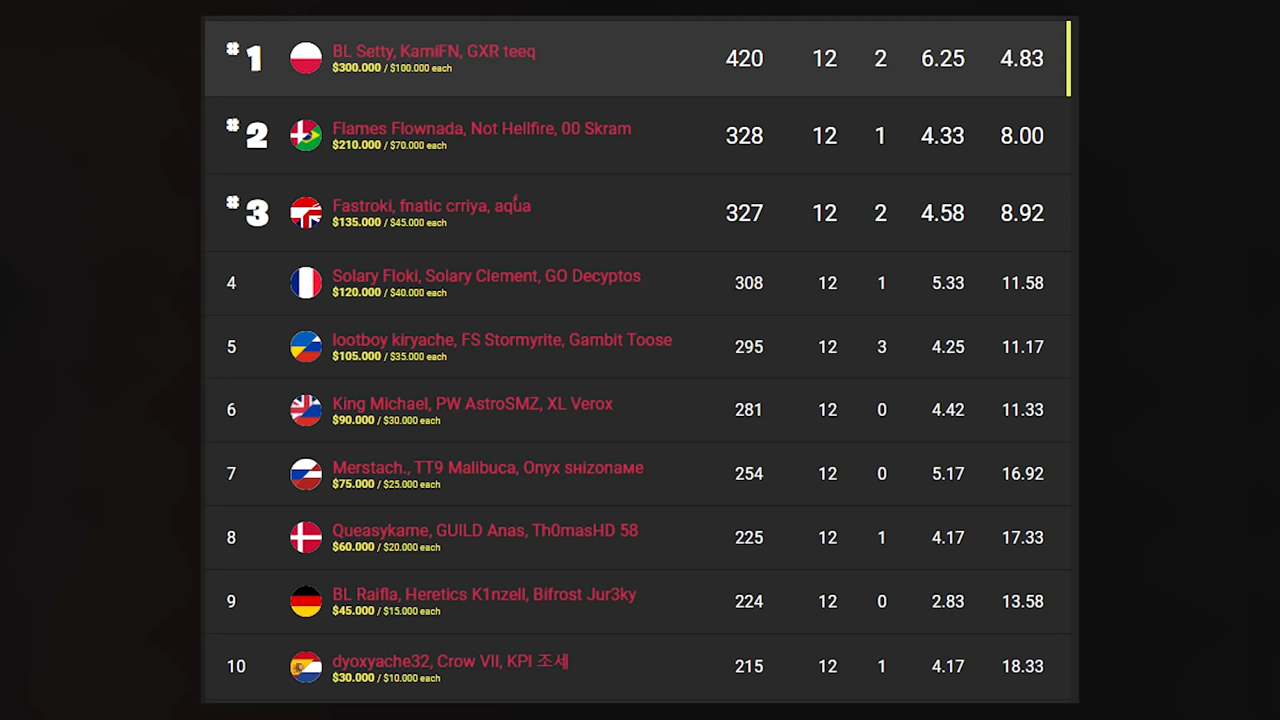 #1 BL Setty, KamiFN, GXR teeq 420 12 2 6.25 4.83
$300.000 / $100.000 each
#2 Flames Flownada, Not Hellfire, 00 Skram 328 12 1 4.33 8.00
$210.000 / $70.000 each
#3 Fastroki, fnatic crriya, aqua 327 12 2 4.58 8.92
$135.000 / $45.000 each
4 Solary Floki, Solary Clement, GO Decyptos 308 12 1 5.33 11.58
$120.000 / $40.000 each
5 lootboy kiryache, FS Stormyrite, Gambit Toose 295 12 3 4.25 11.17
$105.000 / $35.000 each
6 King Michael, PW AstroSMZ, XL Verox 281 12 0 4.42 11.33
$90.000 / $30.000 each
7 Merstach., TT9 Malibuca, Onyx sнizonaмe 254 12 0 5.17 16.92
$75.000 / $25.000 each
8 Queasykame, GUILD Anas, Th0masHD 58 225 12 1 4.17 17.33
$60.000 / $20.000 each
9 BL Raifla, Heretics K1nzell, Bifrost Jur3ky 224 12 0 2.83 13.58
$45.000 / $15.000 each
10 dyoxyache32, Crow VII, KPI 조세 215 12 1 4.17 18.33
$30.000 / $10.000 each